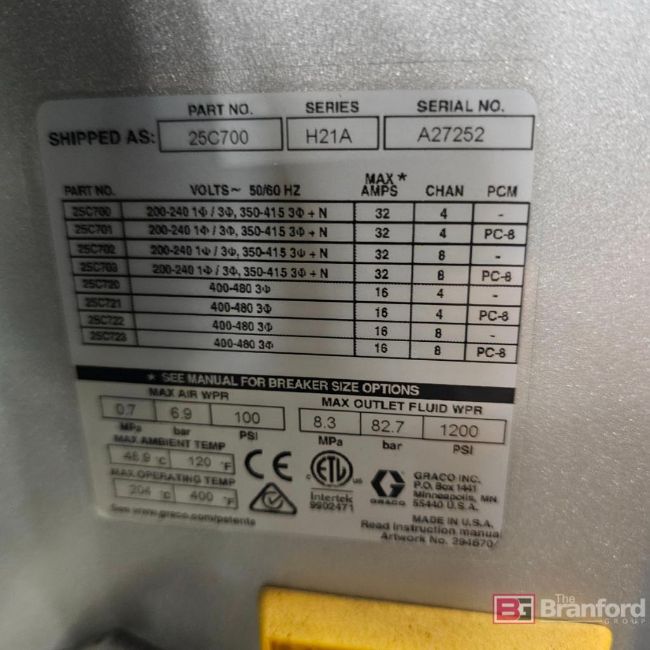 PART NO. SERIES SERIAL NO.
SHIPPED AS: 25C700 H21A A27252
PART NO. VOLTS~ 50/60 HZ MAX * AMPS CHAN PCM
25C700 200-240 1Φ / 3Φ, 350-415 3Φ + N 32 4 -
25C701 200-240 1Φ / 3Φ, 350-415 3Φ + N 32 4 PC-8
25C702 200-240 1Φ / 3Φ, 350-415 3Φ + N 32 8 -
25C703 200-240 1Φ / 3Φ, 350-415 3Φ + N 32 8 PC-8
25C720 400-480 3Φ 16 4 -
25C721 400-480 3Φ 16 4 PC-8
25C722 400-480 3Φ 16 8 -
25C723 400-480 3Φ 16 8 PC-8
* SEE MANUAL FOR BREAKER SIZE OPTIONS
MAX AIR WPR
0.7 6.9 100
MPa bar PSI
MAX OUTLET FLUID WPR
8.3 82.7 1200
MPa bar PSI
MAX AMBIENT TEMP
48.9 °C 120 °F
MAX OPERATING TEMP
204 °C 400 °F
See www.graco.com/patents
CE
ETL
c us
Intertek
9902471
GRACO
GRACO INC.
P.O. Box 1441
Minneapolis, MN
55440 U.S.A.
MADE IN U.S.A.
Read Instruction manual
Artwork No. 294670
BG The Branford GROUP